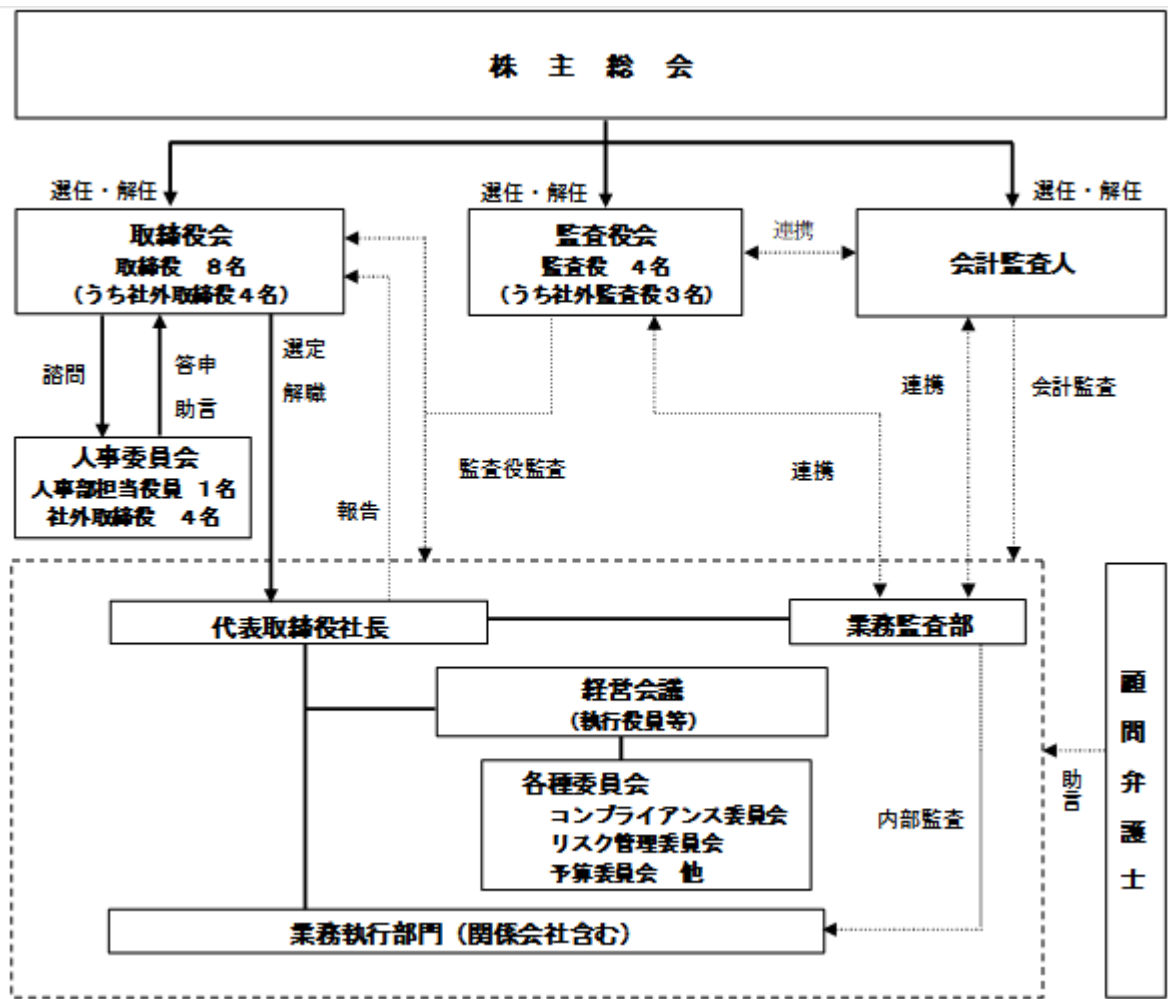 株 主 総 会
選任・解任
選任・解任
選任・解任
取締役会
取締役 8名
(うち社外取締役4名)
監査役会
監査役 4名
(うち社外監査役3名)
連携
会計監査人
諮問
答申
助言
選定
解職
連携
会計監査
人事委員会
人事部担当役員 1名
社外取締役 4名
監査役監査
連携
報告
代表取締役社長
業務監査部
経営会議
(執行役員等)
各種委員会
コンプライアンス委員会
リスク管理委員会
予算委員会 他
内部監査
業務執行部門(関係会社含む)
助言
顧問弁護士